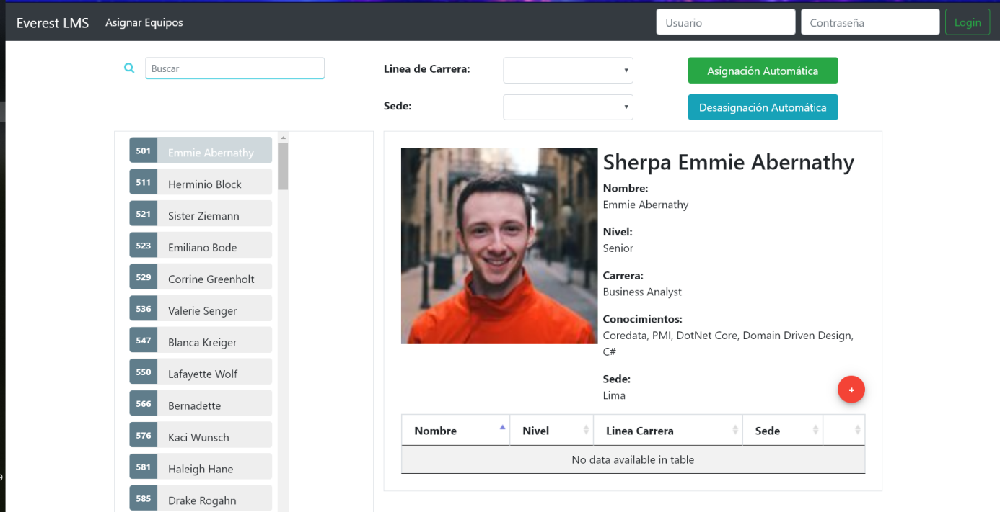 Everest LMS Asignar Equipos Usuario Contraseña Login
Buscar
Linea de Carrera:
Asignación Automática
Sede:
Desasignación Automática
501 Emmie Abernathy
511 Herminio Block
521 Sister Ziemann
523 Emiliano Bode
529 Corrine Greenholt
536 Valerie Senger
547 Blanca Kreiger
550 Lafayette Wolf
566 Bernadette
576 Kaci Wunsch
581 Haleigh Hane
585 Drake Rogahn
Sherpa Emmie Abernathy
Nombre:
Emmie Abernathy
Nivel:
Senior
Carrera:
Business Analyst
Conocimientos:
Coredata, PMI, DotNet Core, Domain Driven Design,
C#
Sede:
Lima
+
Nombre Nivel Linea Carrera Sede
No data available in table
9